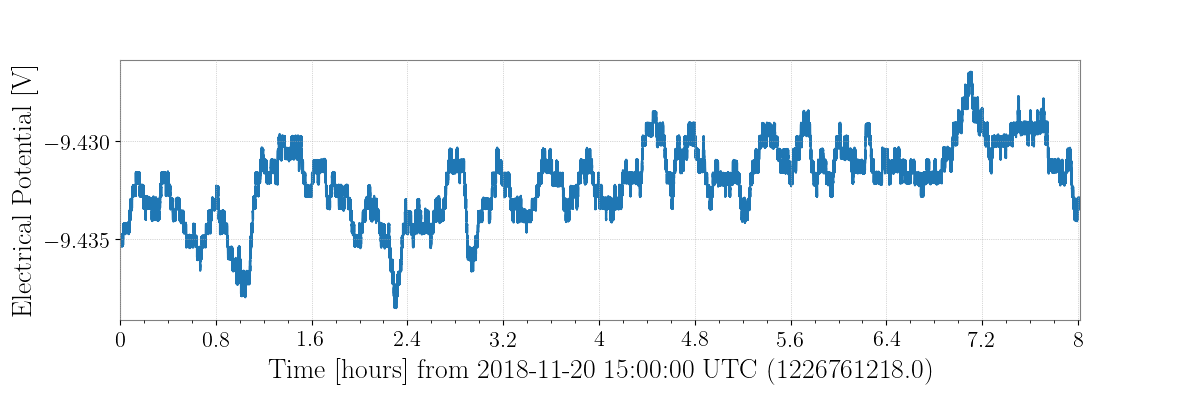 Electrical Potential [V]
−9.430
−9.435
0 0.8 1.6 2.4 3.2 4 4.8 5.6 6.4 7.2 8
Time [hours] from 2018-11-20 15:00:00 UTC (1226761218.0)